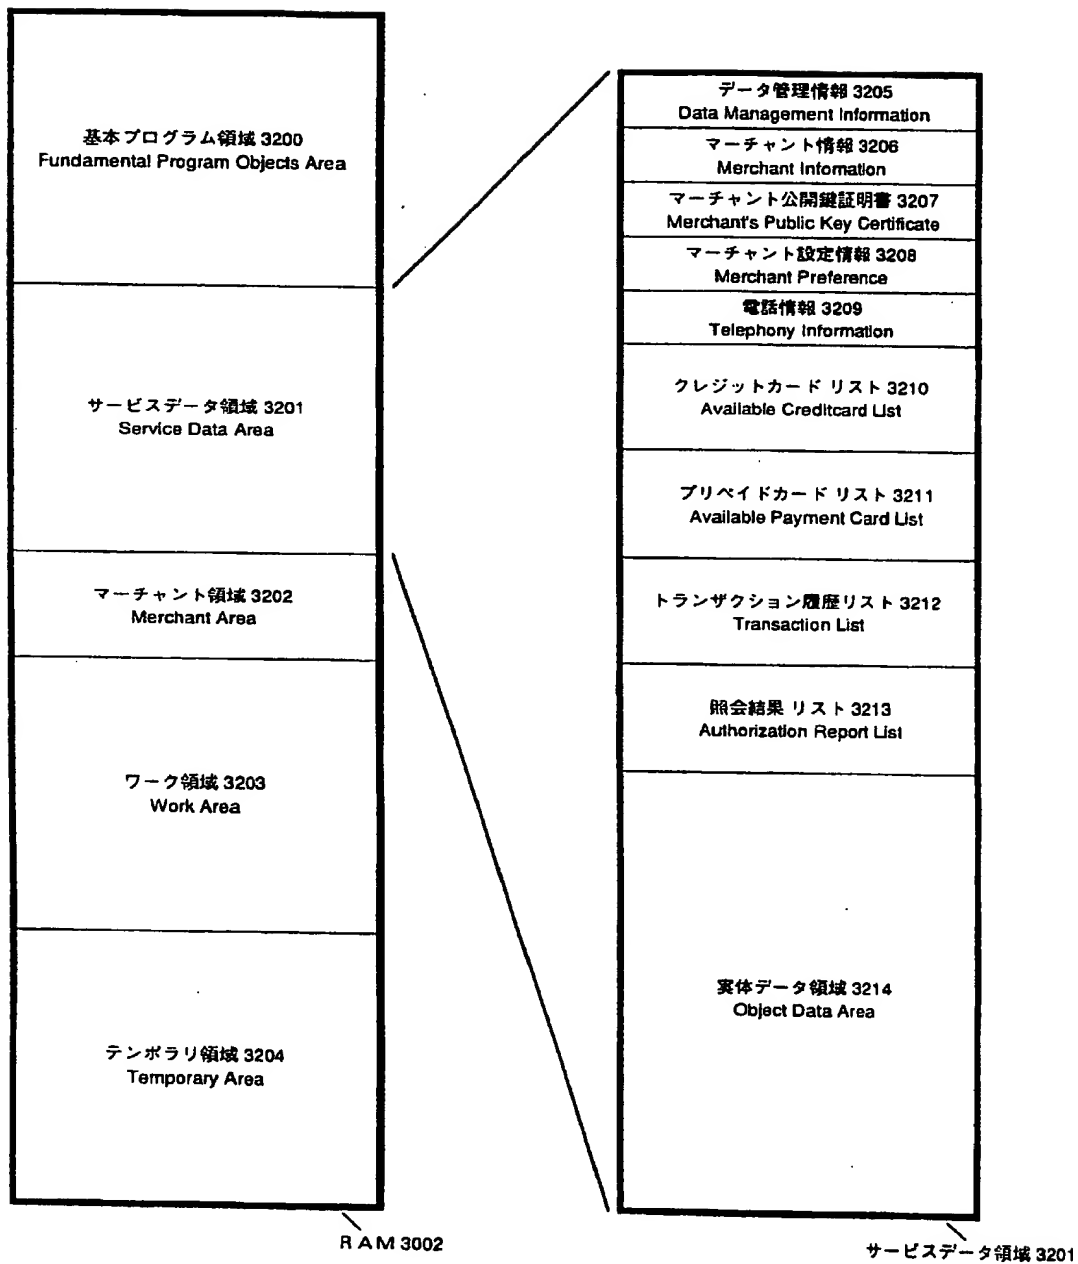 基本プログラム領域 3200
Fundamental Program Objects Area
サービスデータ領域 3201
Service Data Area
マーチャント領域 3202
Merchant Area
ワーク領域 3203
Work Area
テンポラリ領域 3204
Temporary Area
RAM 3002
データ管理情報 3205
Data Management Information
マーチャント情報 3206
Merchant Infomation
マーチャント公開鍵証明書 3207
Merchant's Public Key Certificate
マーチャント設定情報 3208
Merchant Preference
電話情報 3209
Telephony Information
クレジットカード リスト 3210
Available Creditcard List
プリペイドカード リスト 3211
Available Payment Card List
トランザクション履歴リスト 3212
Transaction List
照会結果 リスト 3213
Authorization Report List
実体データ領域 3214
Object Data Area
サービスデータ領域 3201